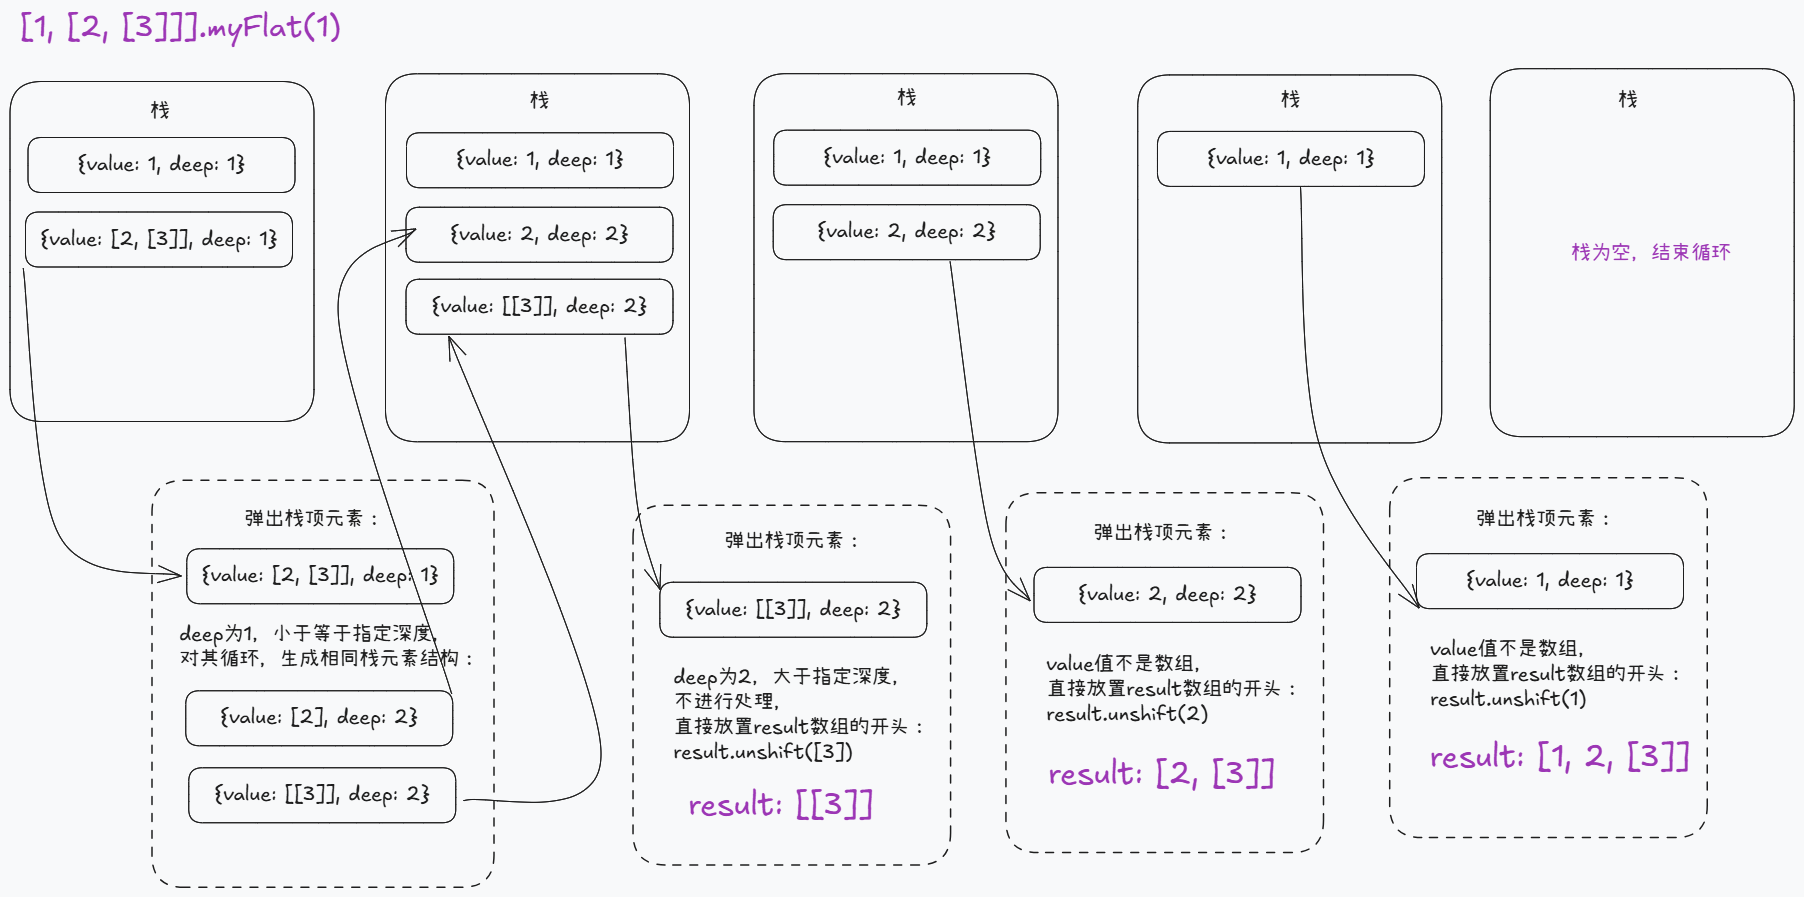 [1, [2, [3]]].myFlat(1)
栈
{value: 1, deep: 1}
{value: [2, [3]], deep: 1}
栈
{value: 1, deep: 1}
{value: 2, deep: 2}
{value: [[3]], deep: 2}
栈
{value: 1, deep: 1}
{value: 2, deep: 2}
栈
{value: 1, deep: 1}
栈
栈为空，结束循环
弹出栈顶元素：
{value: [2, [3]], deep: 1}
deep为1，小于等于指定深度，
对其循环，生成相同栈元素结构：
{value: [2], deep: 2}
{value: [[3]], deep: 2}
弹出栈顶元素：
{value: [[3]], deep: 2}
deep为2，大于指定深度，
不进行处理，
直接放置result数组的开头：
result.unshift([3])
result: [[3]]
弹出栈顶元素：
{value: 2, deep: 2}
value值不是数组，
直接放置result数组的开头：
result.unshift(2)
result: [2, [3]]
弹出栈顶元素：
{value: 1, deep: 1}
value值不是数组，
直接放置result数组的开头：
result.unshift(1)
result: [1, 2, [3]]